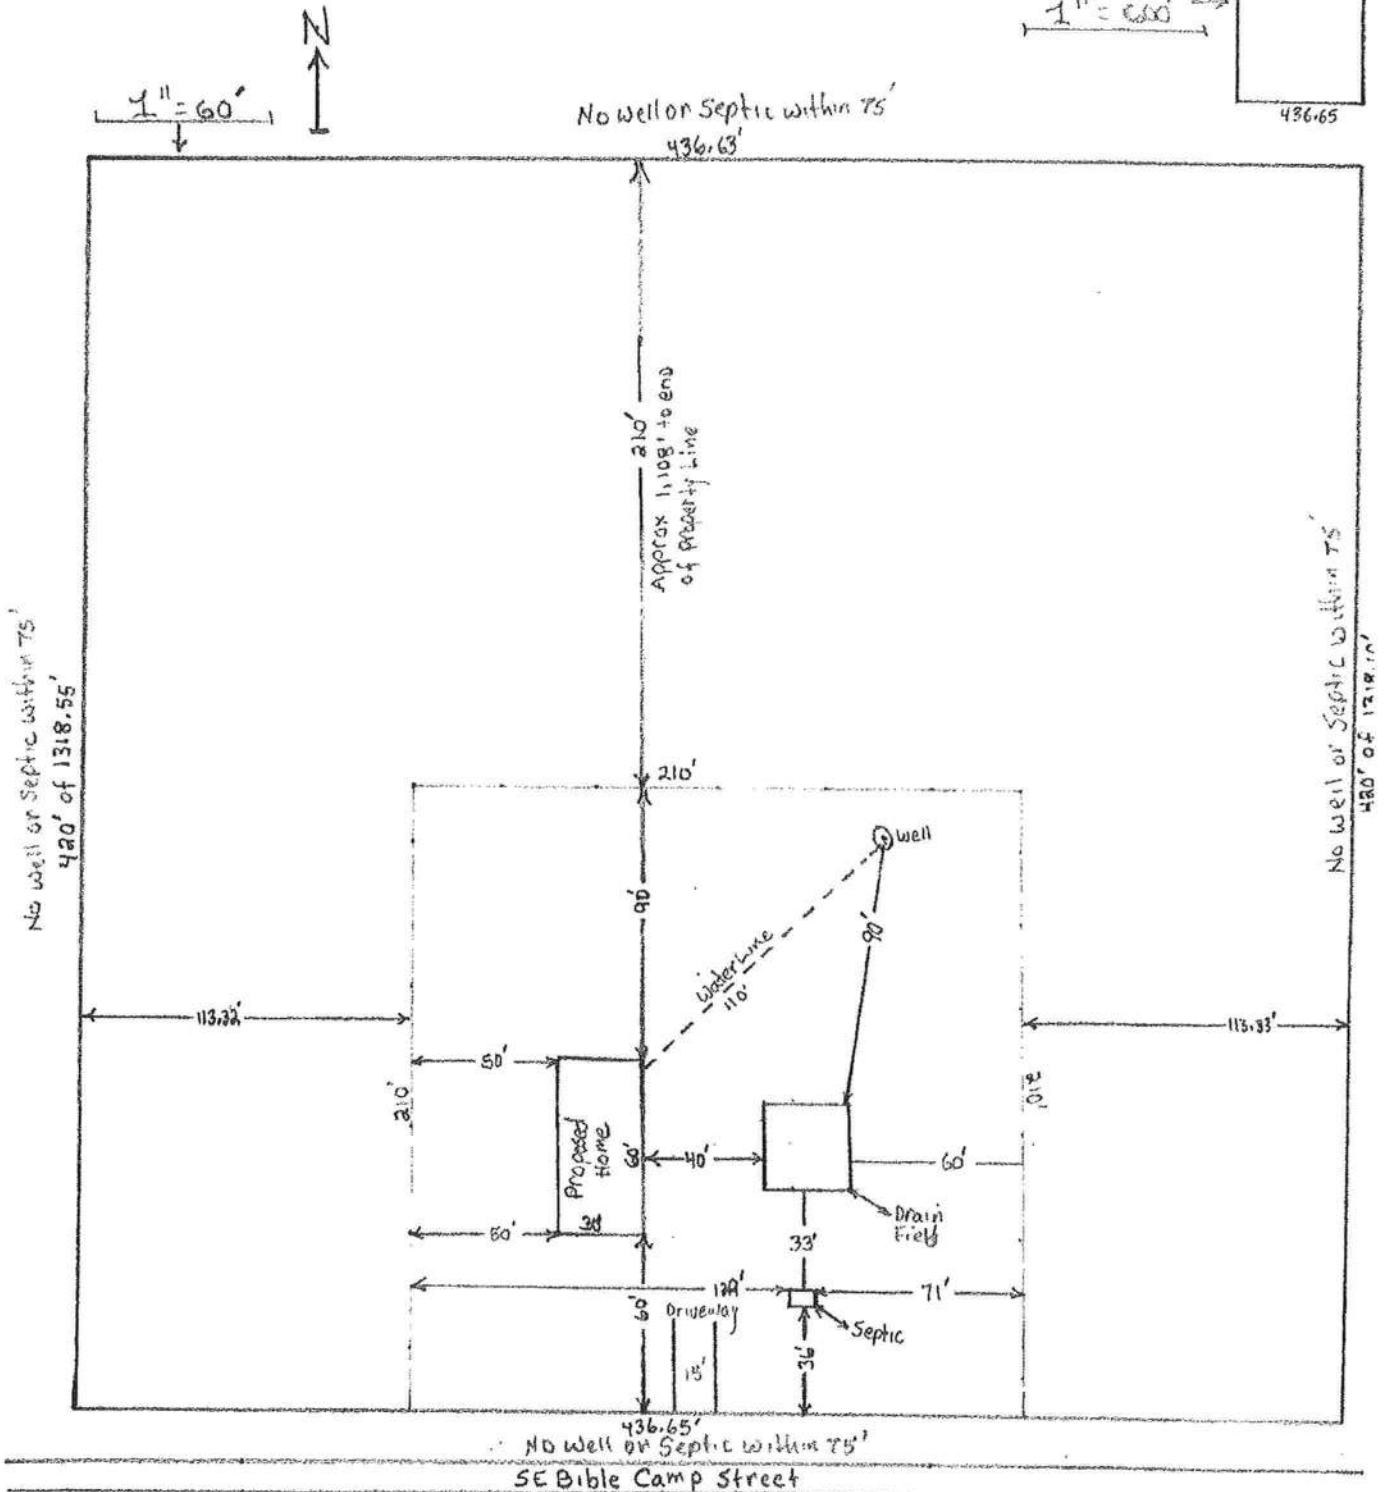 N
1" = 60'
1" = 600'
436.65
No well or Septic within 75'
436.63'
210'
Approx 1,108' to end
of property Line
No well or Septic within 75'
420' of 1318.55'
No well or Septic within 75'
420' of
210'
Well
90'
90'
Water Line
110'
113.32'
113.33'
50'
210'
210'
Proposed
Home
60'
40'
60'
Drain
Field
50'
33'
71'
60'
Driveway
Septic
15'
36'
436.65'
No Well or Septic within 75'
SE Bible Camp Street